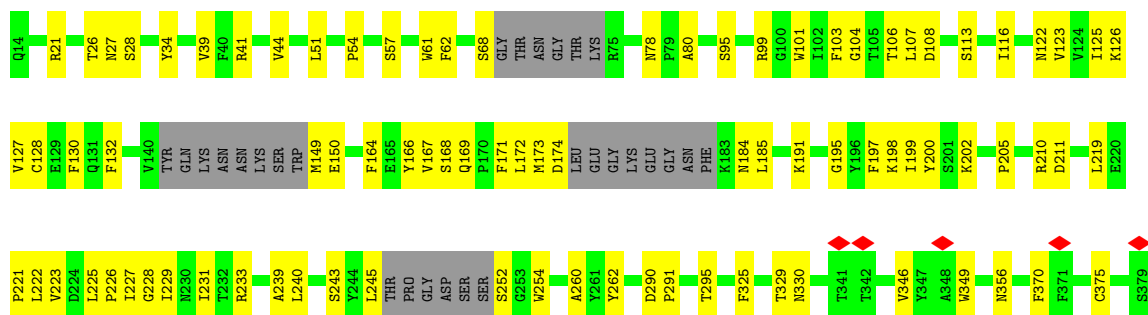 Q14 R21 T26 N27 S28 Y34 V39 F40 R41 V44 L51 P54 S57 W61 F62 S68 GLY THR ASN GLY THR LYS R75 N78 P79 A80 S95 R99 G100 W101 I102 F103 G104 T105 T106 L107 D108 S113 I116 N122 V123 V124 I125 K126
V127 C128 E129 F130 Q131 F132 V140 TYR GLN LYS ASN ASN LYS SER TRP M149 E150 F164 E165 Y166 V167 S168 Q169 P170 F171 L172 M173 D174 LEU GLU GLY LYS GLU GLY ASN PHE K183 N184 L185 K191 G195 Y196 F197 K198 I199 Y200 S201 K202 P205 R210 D211 L219 E220
P221 L222 V223 D224 L225 P226 I227 G228 I229 N230 I231 T232 R233 A239 L240 S243 Y244 L245 THR PRO GLY ASP SER SER S252 G253 W254 A260 Y261 Y262 D290 P291 T295 F325 T329 N330 T341 T342 V346 Y347 A348 W349 N356 F370 F371 C375 S379